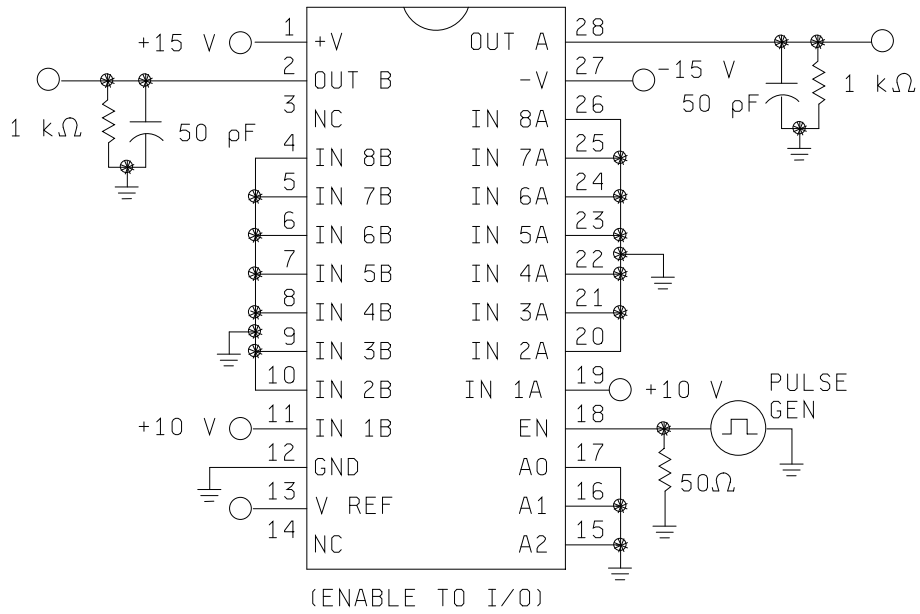 1
+15 V
+V
OUT A
28
2
OUT B
-V
27
-15 V
1 kΩ
50 pF
3
NC
IN 8A
26
50 pF
1 kΩ
4
IN 8B
IN 7A
25
5
IN 7B
IN 6A
24
6
IN 6B
IN 5A
23
7
IN 5B
IN 4A
22
8
IN 4B
IN 3A
21
9
IN 3B
IN 2A
20
10
IN 2B
IN 1A
19
+10 V
PULSE
GEN
11
+10 V
IN 1B
EN
18
12
GND
A0
17
50Ω
13
V REF
A1
16
14
NC
A2
15
(ENABLE TO I/O)